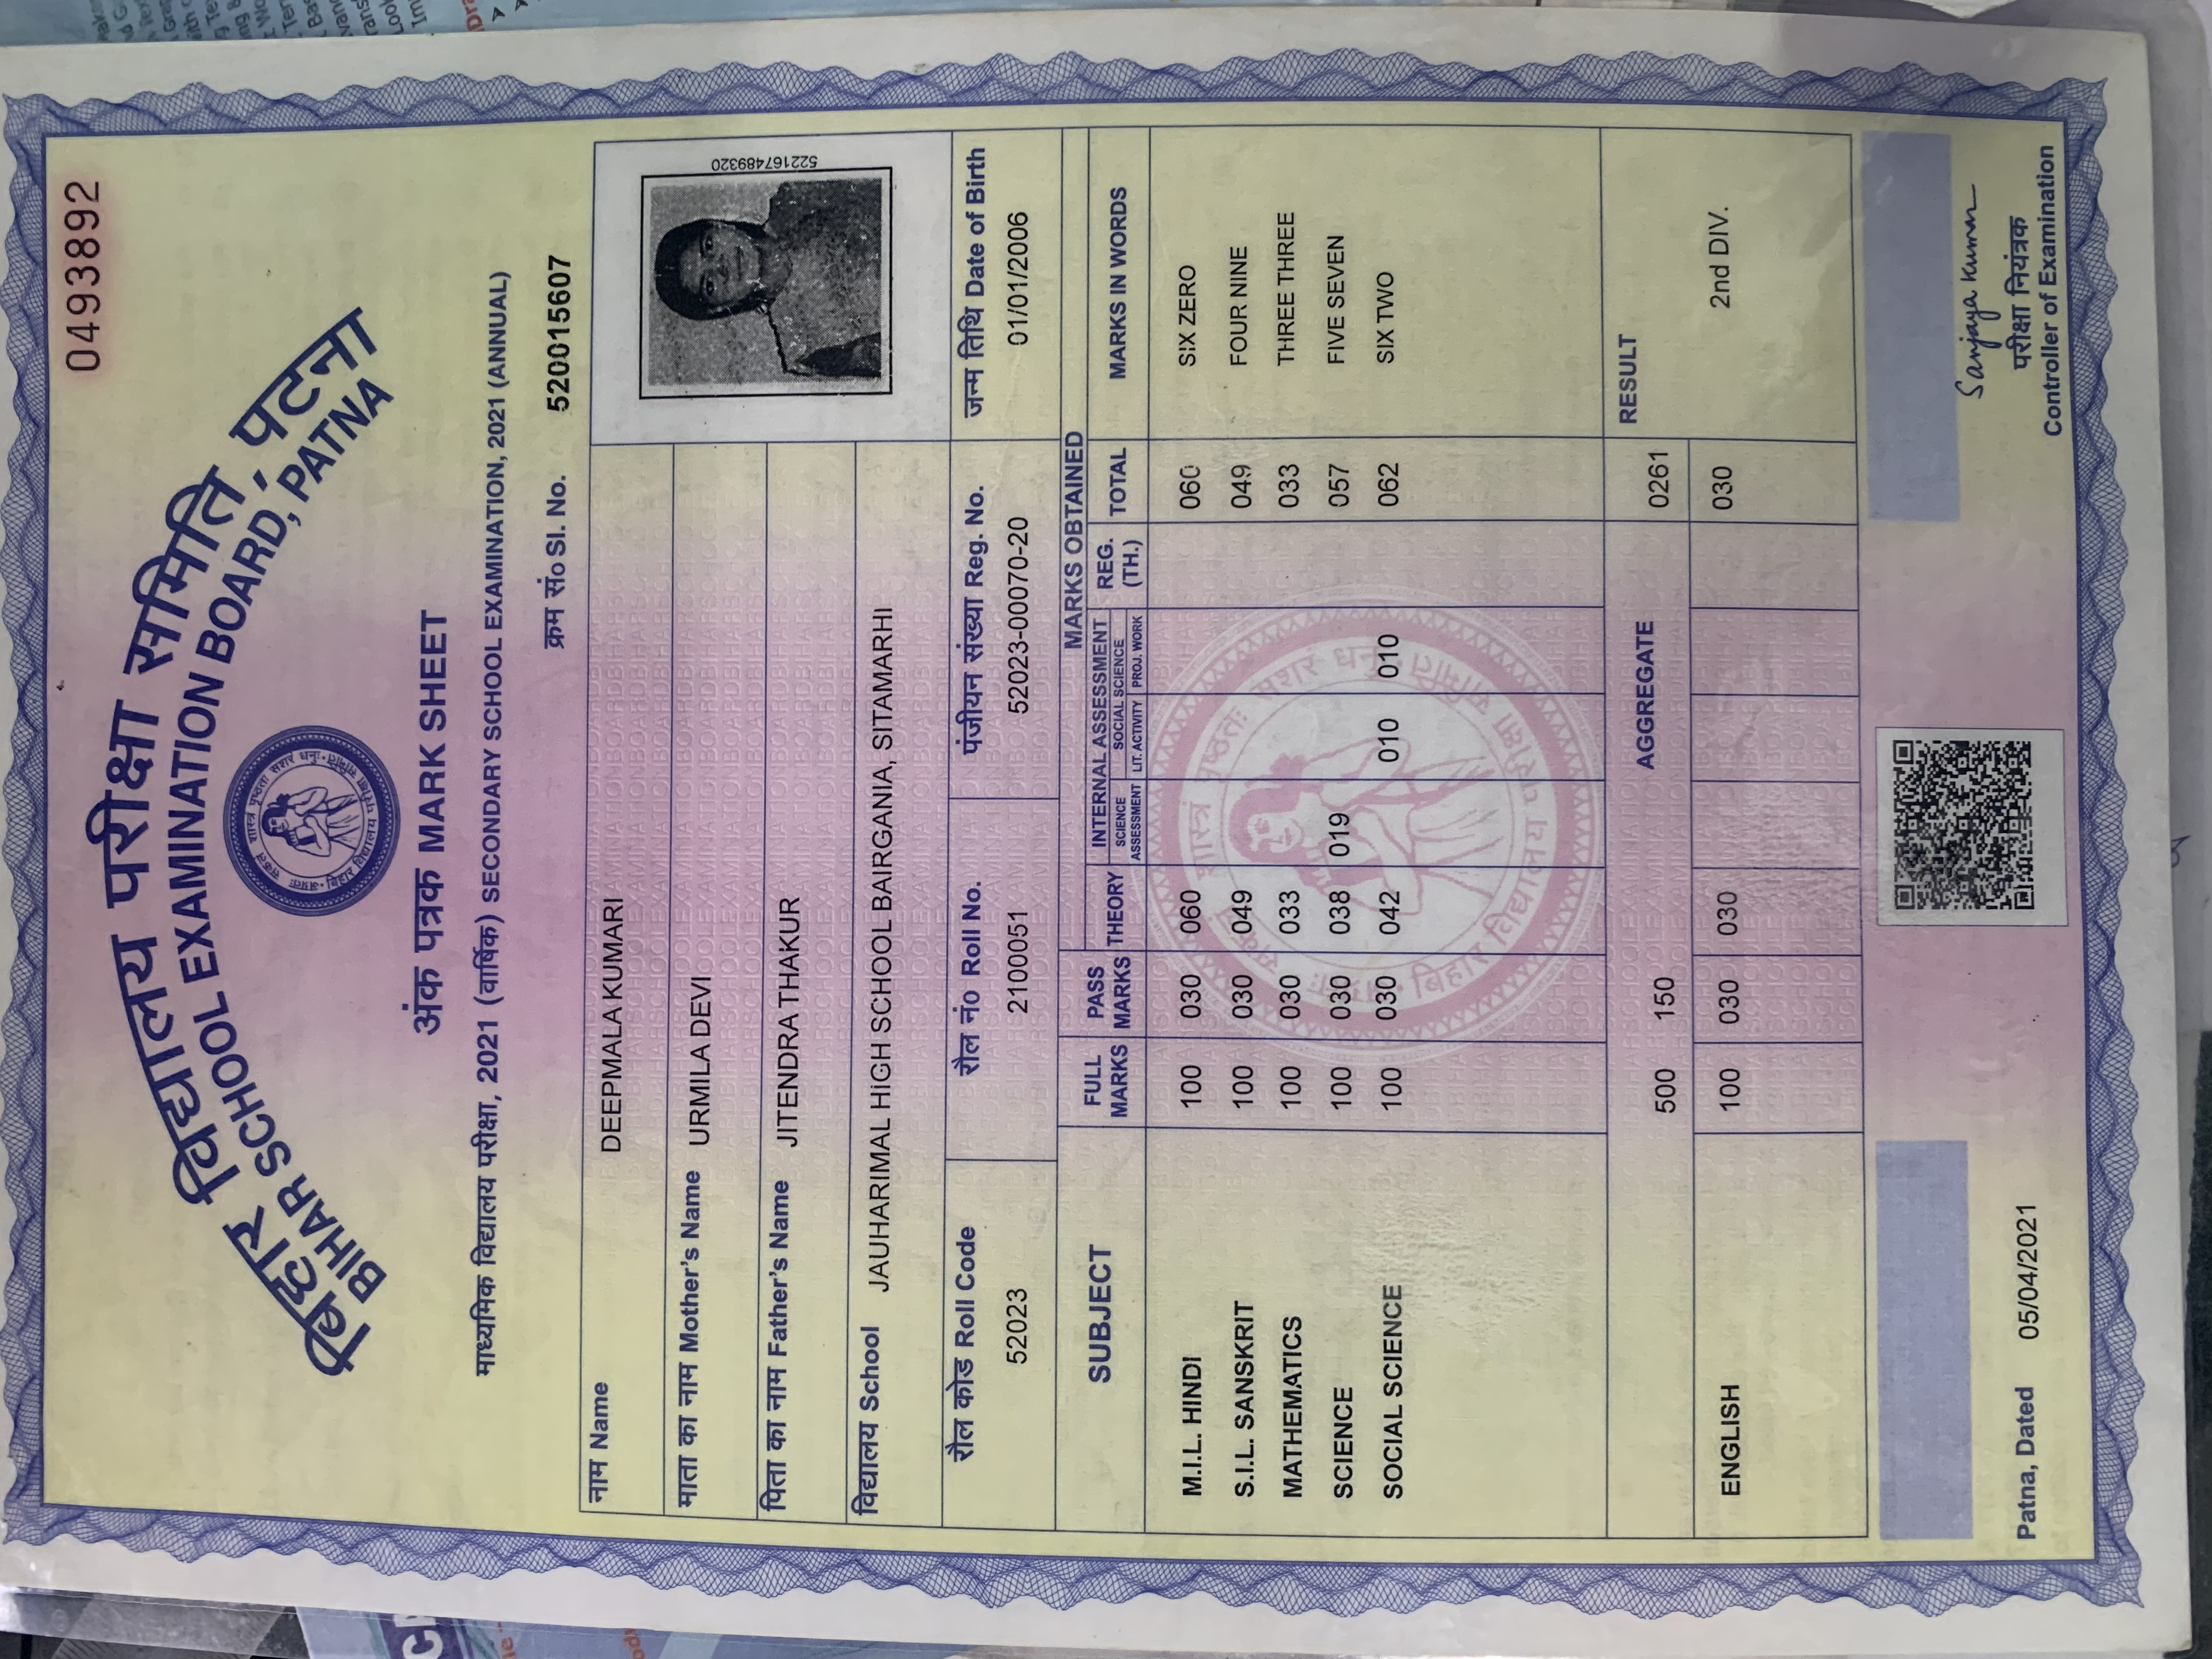 0493892
बिहार विद्यालय परीक्षा समिति, पटना
BIHAR SCHOOL EXAMINATION BOARD, PATNA
अंक पत्रक MARK SHEET
माध्यमिक विद्यालय परीक्षा, 2021 (वार्षिक) SECONDARY SCHOOL EXAMINATION, 2021 (ANNUAL)
क्रम सं० Sl. No. 520015607
नाम Name DEEPMALA KUMARI
522167489320
माता का नाम Mother's Name URMILA DEVI
पिता का नाम Father's Name JITENDRA THAKUR
विद्यालय School JAUHARIMAL HIGH SCHOOL BAIRGANIA, SITAMARHI
रौल कोड Roll Code रौल नं० Roll No. पंजीयन संख्या Reg. No. जन्म तिथि Date of Birth
52023 2100051 52023-00070-20 01/01/2006
MARKS OBTAINED
SUBJECT FULL MARKS PASS MARKS THEORY INTERNAL ASSESSMENT SCIENCE ASSESSMENT SOCIAL SCIENCE LIT. ACTIVITY PROJ. WORK REG. (TH.) TOTAL MARKS IN WORDS
M.I.L. HINDI 100 030 060 060 SIX ZERO
S.I.L. SANSKRIT 100 030 049 049 FOUR NINE
MATHEMATICS 100 030 033 033 THREE THREE
SCIENCE 100 030 038 019 057 FIVE SEVEN
SOCIAL SCIENCE 100 030 042 010 010 062 SIX TWO
500 150 AGGREGATE 0261 RESULT
ENGLISH 100 030 030 030 2nd DIV.
Sanjaya Kumar
परीक्षा नियंत्रक
Patna, Dated 05/04/2021 Controller of Examination